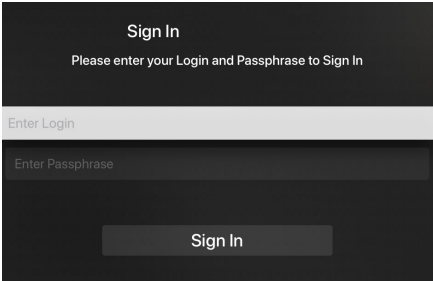 Sign In
Please enter your Login and Passphrase to Sign In
Enter Login
Enter Passphrase
Sign In